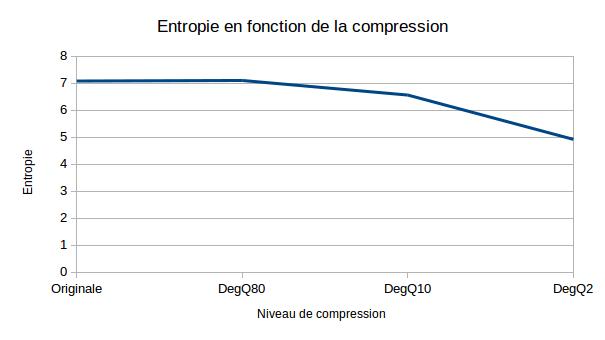 Entropie en fonction de la compression
8
7
6
5
4
3
2
1
0
Entropie
Originale DegQ80 DegQ10 DegQ2
Niveau de compression